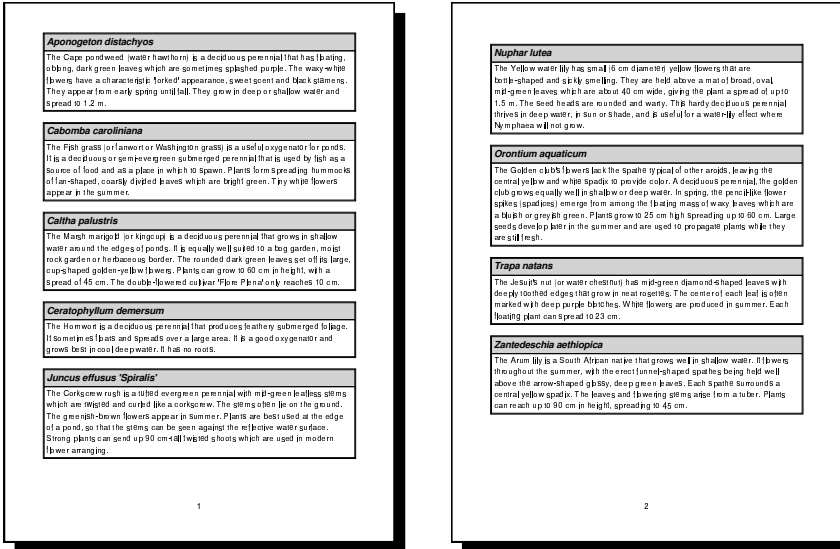 Aponogeton distachyos
The Cape pondweed (water hawthorn) is a deciduous perennial that has floating,
oblong, dark green leaves which are sometimes splashed purple. The waxy-white
flowers have a characteristic 'forked' appearance, sweet scent and black stamens.
They appear from early spring until fall. They grow in deep or shallow water and
spread to 1.2 m.
Cabomba caroliniana
The Fish grass (or fanwort or Washington grass) is a useful oxygenator for ponds.
It is a deciduous or semi-evergreen submerged perennial that is used by fish as a
source of food and as a place in which to spawn. Plants form spreading hummocks
of fan-shaped, coarsly divided leaves which are bright green. Tiny white flowers
appear in the summer.
Caltha palustris
The Marsh marigold (or kingcup) is a deciduous perennial that grows in shallow
water around the edges of ponds. It is equally well suited to a bog garden, moist
rock garden or herbaceous border. The rounded dark green leaves set off its large,
cup-shaped golden-yellow flowers. Plants can grow to 60 cm in height, with a
spread of 45 cm. The double-flowered cultivar 'Flore Plena' only reaches 10 cm.
Ceratophyllum demersum
The Hornwort is a deciduous perennial that produces feathery submerged foliage.
It sometimes floats and spreads over a large area. It is a good oxygenator and
grows best in cool deep water. It has no roots.
Juncus effusus 'Spiralis'
The Corkscrew rush is a tufted evergreen perennial with mid-green leafless stems
which are twisted and curled like a corkscrew. The stems often lie on the ground.
The greenish-brown flowers appear in summer. Plants are best used at the edge
of a pond, so that the stems can be seen against the reflective water surface.
Strong plants can send up 90 cm-tall twisted shoots which are used in modern
flower arranging.
1
Nuphar lutea
The Yellow water lily has small (6 cm diameter) yellow flowers that are
bottle-shaped and sickly smelling. They are held above a mat of broad, oval,
mid-green leaves which are about 40 cm wide, giving the plant a spread of up to
1.5 m. The seed heads are rounded and warty. This hardy deciduous perennial
thrives in deep water, in sun or shade, and is useful for a water-lily effect where
Nymphaea will not grow.
Orontium aquaticum
The Golden club's flowers lack the spathe typical of other aroids, leaving the
central yellow and white spadix to provide color. A deciduous perennial, the golden
club grows equally well in shallow or deep water. In spring, the pencil-like flower
spikes (spadices) emerge from among the floating mass of waxy leaves which are
a bluish or greyish green. Plants grow to 25 cm high spreading up to 60 cm. Large
seeds develop later in the summer and are used to propagate plants while they
are still fresh.
Trapa natans
The Jesuit's nut (or water chestnut) has mid-green diamond-shaped leaves with
deeply toothed edges that grow in neat rosettes. The center of each leaf is often
marked with deep purple blotches. White flowers are produced in summer. Each
floating plant can spread to 23 cm.
Zantedeschia aethiopica
The Arum lily is a South African native that grows well in shallow water. It flowers
throughout the summer, with the erect funnel-shaped spathes being held well
above the arrow-shaped glossy, deep green leaves. Each spathe surrounds a
central yellow spadix. The leaves and flowering stems arise from a tuber. Plants
can reach up to 90 cm in height, spreading to 45 cm.
2